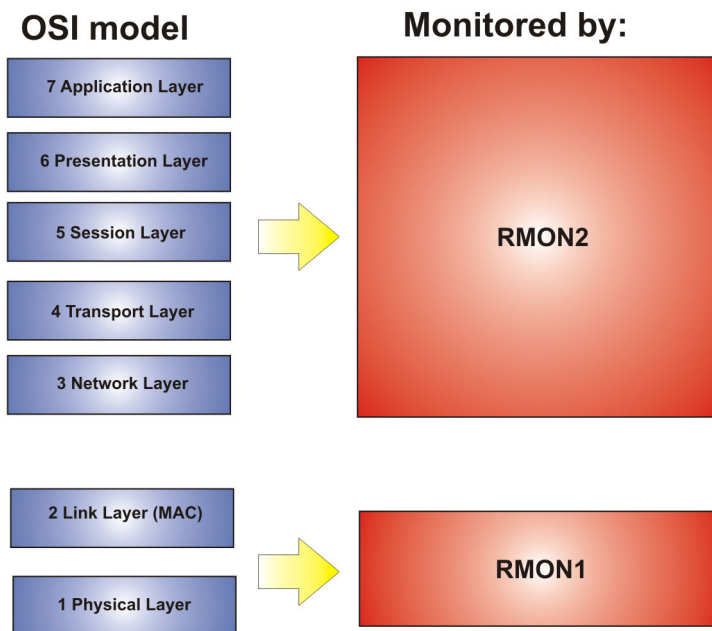 OSI model
Monitored by:
7 Application Layer
6 Presentation Layer
5 Session Layer
4 Transport Layer
3 Network Layer
RMON2
2 Link Layer (MAC)
1 Physical Layer
RMON1